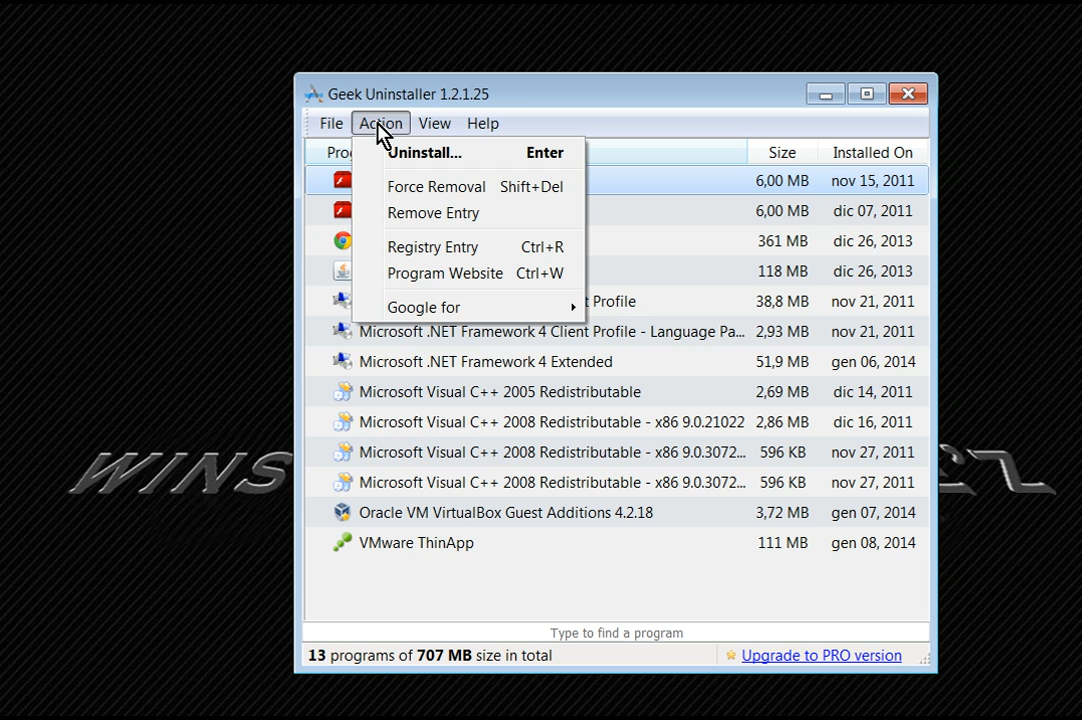 Geek Uninstaller 1.2.1.25
File Action View Help
Uninstall... Enter
Force Removal Shift+Del
Remove Entry
Registry Entry Ctrl+R
Program Website Ctrl+W
Google for
Size Installed On
6,00 MB nov 15, 2011
6,00 MB dic 07, 2011
361 MB dic 26, 2013
118 MB dic 26, 2013
Profile 38,8 MB nov 21, 2011
Microsoft .NET Framework 4 Client Profile - Language Pa... 2,93 MB nov 21, 2011
Microsoft .NET Framework 4 Extended 51,9 MB gen 06, 2014
Microsoft Visual C++ 2005 Redistributable 2,69 MB dic 14, 2011
Microsoft Visual C++ 2008 Redistributable - x86 9.0.21022 2,86 MB dic 16, 2011
Microsoft Visual C++ 2008 Redistributable - x86 9.0.3072... 596 KB nov 27, 2011
Microsoft Visual C++ 2008 Redistributable - x86 9.0.3072... 596 KB nov 27, 2011
Oracle VM VirtualBox Guest Additions 4.2.18 3,72 MB gen 07, 2014
VMware ThinApp 111 MB gen 08, 2014
Type to find a program
13 programs of 707 MB size in total
Upgrade to PRO version
WINS